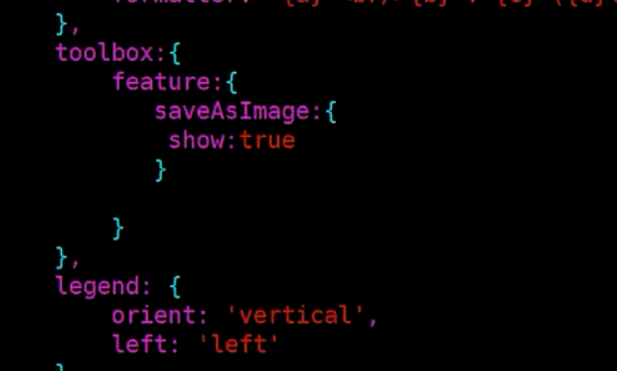 },
toolbox:{
feature:{
saveAsImage:{
show:true
}
}
},
legend: {
orient: 'vertical',
left: 'left'